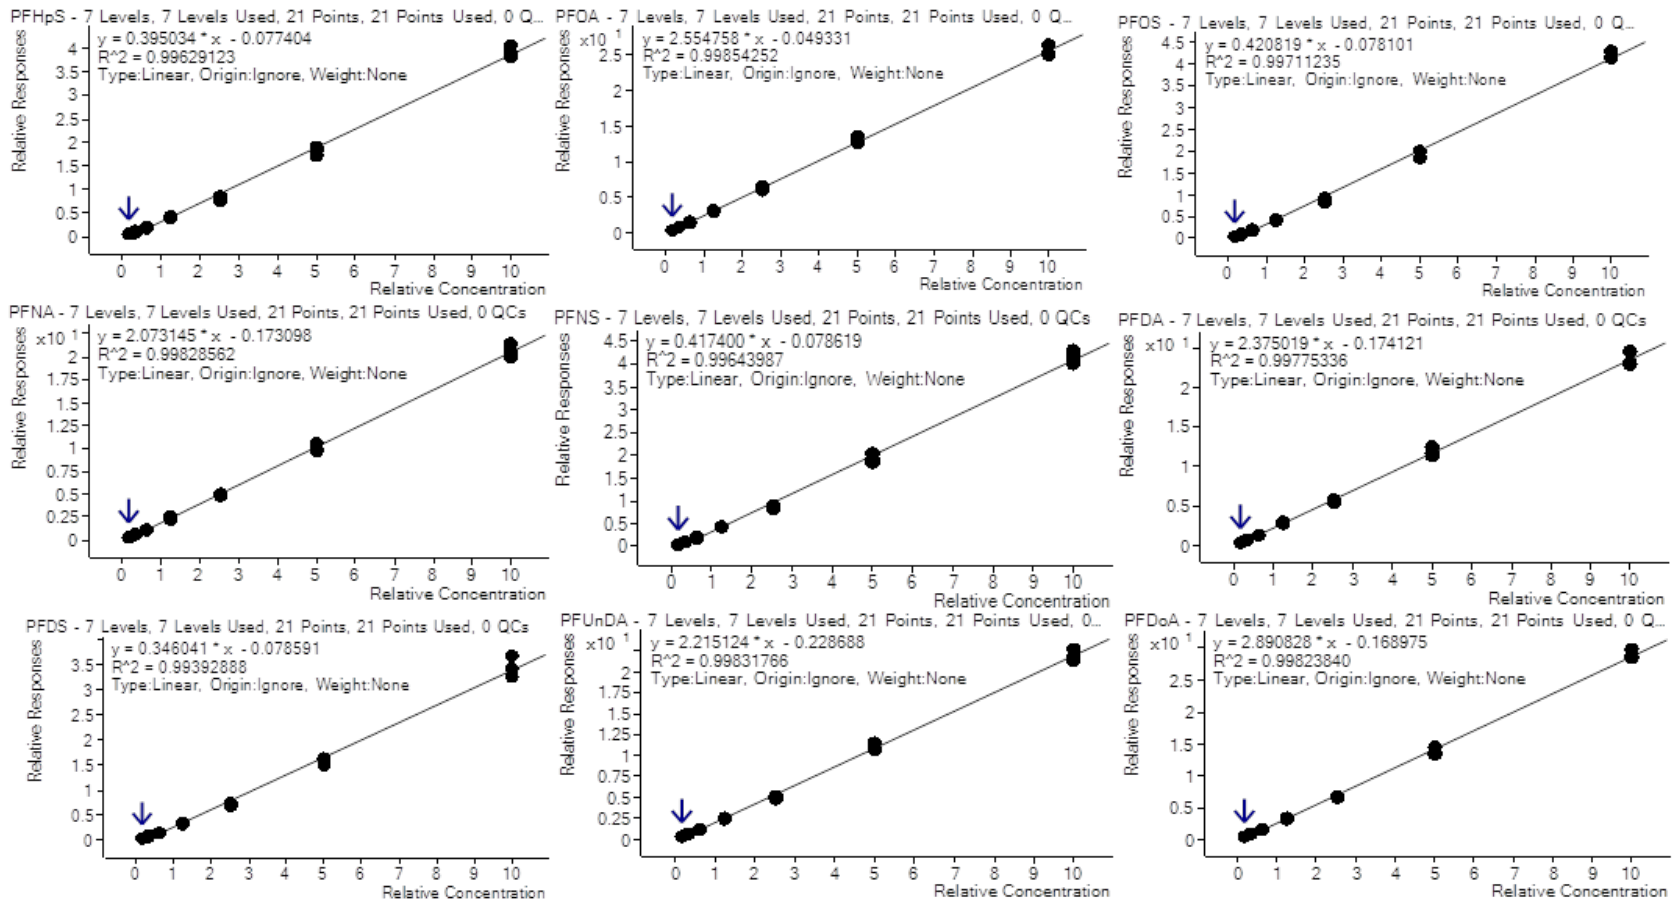 PFHpS - 7 Levels, 7 Levels Used, 21 Points, 21 Points Used, 0 Q...
y = 0.395034 * x - 0.077404
R^2 = 0.99629123
Type:Linear, Origin:Ignore, Weight:None
Relative Responses
4
3.5
3
2.5
2
1.5
1
0.5
0
0 1 2 3 4 5 6 7 8 9 10
Relative Concentration
PFOA - 7 Levels, 7 Levels Used, 21 Points, 21 Points Used, 0 Q...
x10 1
y = 2.554758 * x - 0.049331
R^2 = 0.99854252
Type:Linear, Origin:Ignore, Weight:None
Relative Responses
2.5
2
1.5
1
0.5
0
0 1 2 3 4 5 6 7 8 9 10
Relative Concentration
PFOS - 7 Levels, 7 Levels Used, 21 Points, 21 Points Used, 0 Q...
y = 0.420819 * x - 0.078101
R^2 = 0.99711235
Type:Linear, Origin:Ignore, Weight:None
Relative Responses
4.5
4
3.5
3
2.5
2
1.5
1
0.5
0
0 1 2 3 4 5 6 7 8 9 10
Relative Concentration
PFNA - 7 Levels, 7 Levels Used, 21 Points, 21 Points Used, 0 QCs
x10 1
y = 2.073145 * x - 0.173098
R^2 = 0.99828562
Type:Linear, Origin:Ignore, Weight:None
Relative Responses
2
1.75
1.5
1.25
1
0.75
0.5
0.25
0
0 1 2 3 4 5 6 7 8 9 10
PFNS - 7 Levels, 7 Levels Used, 21 Points, 21 Points Used, 0 QCs
y = 0.417400 * x - 0.078619
R^2 = 0.99643987
Type:Linear, Origin:Ignore, Weight:None
Relative Responses
4.5
4
3.5
3
2.5
2
1.5
1
0.5
0
0 1 2 3 4 5 6 7 8 9 10
Relative Concentration
PFDA - 7 Levels, 7 Levels Used, 21 Points, 21 Points Used, 0 QCs
x10 1
y = 2.375019 * x - 0.174121
R^2 = 0.99775336
Type:Linear, Origin:Ignore, Weight:None
Relative Responses
2
1.5
1
0.5
0
0 1 2 3 4 5 6 7 8 9 10
Relative Concentration
PFDS - 7 Levels, 7 Levels Used, 21 Points, 21 Points Used, 0 QCs
y = 0.346041 * x - 0.078591
R^2 = 0.99392888
Type:Linear, Origin:Ignore, Weight:None
Relative Responses
3.5
3
2.5
2
1.5
1
0.5
0
0 1 2 3 4 5 6 7 8 9 10
Relative Concentration
PFUnDA - 7 Levels, 7 Levels Used, 21 Points, 21 Points Used, 0...
x10 1
y = 2.215124 * x - 0.228688
R^2 = 0.99831766
Type:Linear, Origin:Ignore, Weight:None
Relative Responses
2
1.75
1.5
1.25
1
0.75
0.5
0.25
0
0 1 2 3 4 5 6 7 8 9 10
Relative Concentration
PFDoA - 7 Levels, 7 Levels Used, 21 Points, 21 Points Used, 0 Q...
x10 1
y = 2.890828 * x - 0.168975
R^2 = 0.99823840
Type:Linear, Origin:Ignore, Weight:None
Relative Responses
2.5
2
1.5
1
0.5
0
0 1 2 3 4 5 6 7 8 9 10
Relative Concentration